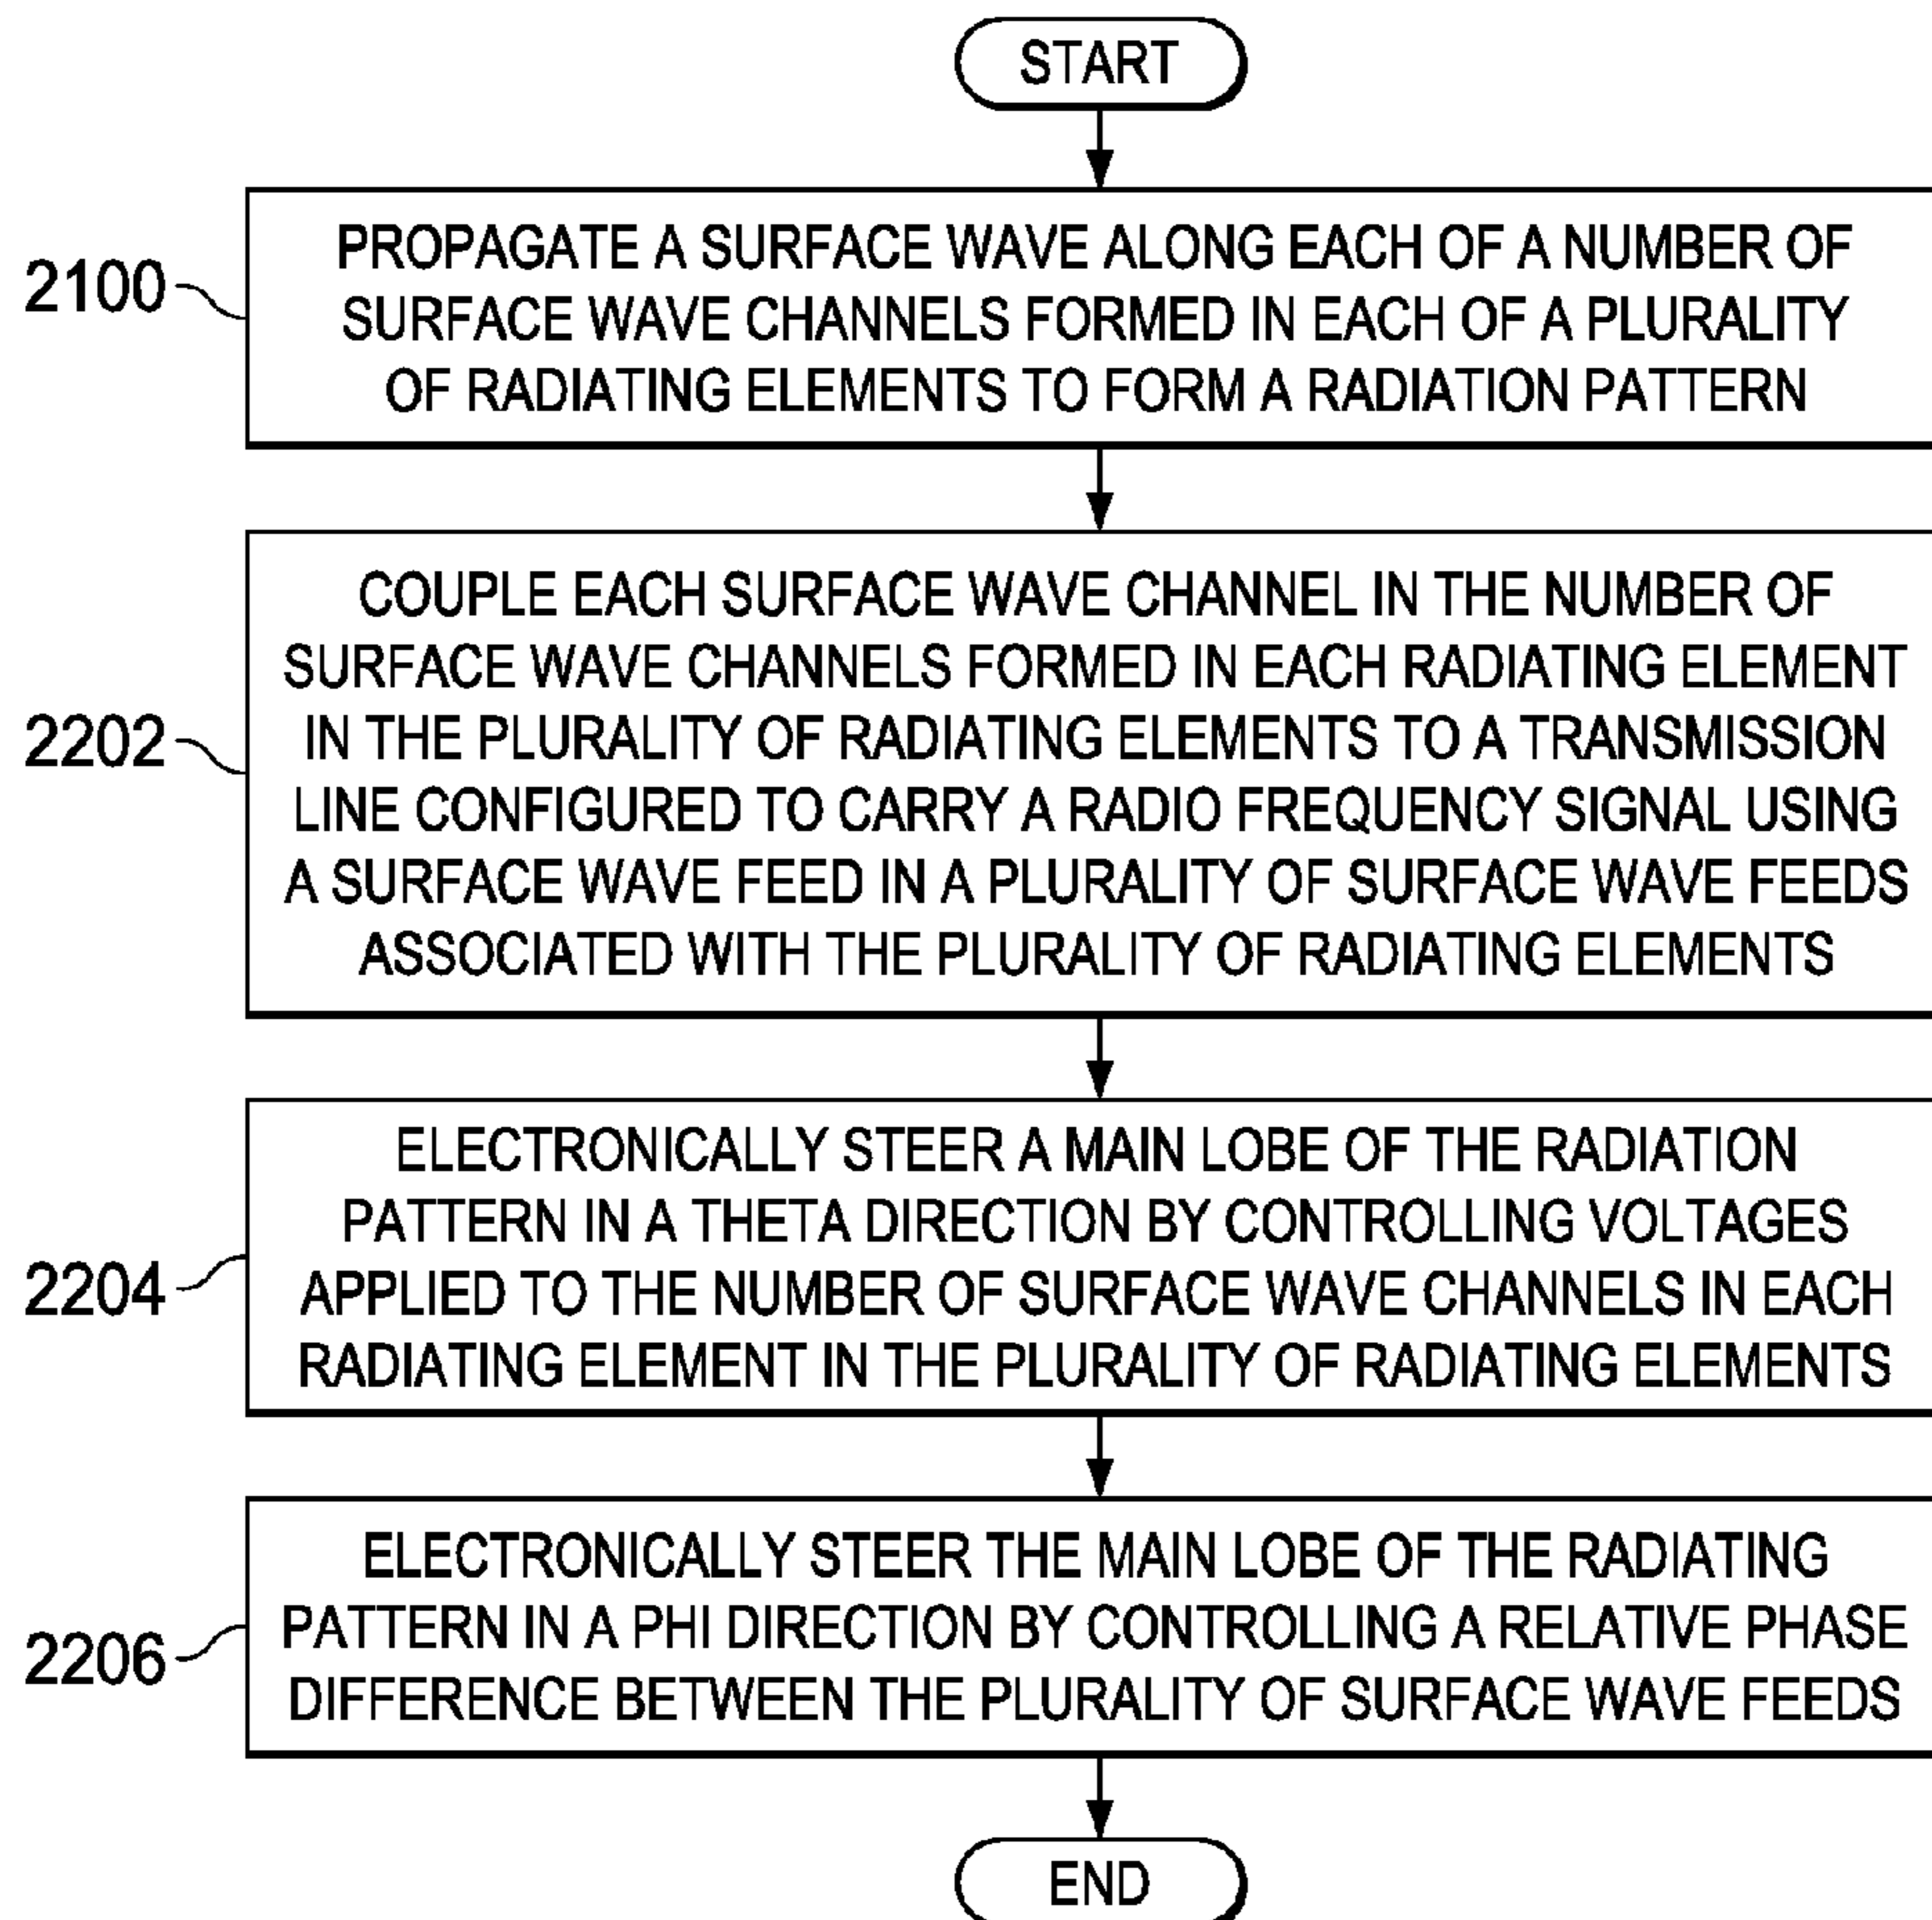 START
2100
PROPAGATE A SURFACE WAVE ALONG EACH OF A NUMBER OF
SURFACE WAVE CHANNELS FORMED IN EACH OF A PLURALITY
OF RADIATING ELEMENTS TO FORM A RADIATION PATTERN
2202
COUPLE EACH SURFACE WAVE CHANNEL IN THE NUMBER OF
SURFACE WAVE CHANNELS FORMED IN EACH RADIATING ELEMENT
IN THE PLURALITY OF RADIATING ELEMENTS TO A TRANSMISSION
LINE CONFIGURED TO CARRY A RADIO FREQUENCY SIGNAL USING
A SURFACE WAVE FEED IN A PLURALITY OF SURFACE WAVE FEEDS
ASSOCIATED WITH THE PLURALITY OF RADIATING ELEMENTS
2204
ELECTRONICALLY STEER A MAIN LOBE OF THE RADIATION
PATTERN IN A THETA DIRECTION BY CONTROLLING VOLTAGES
APPLIED TO THE NUMBER OF SURFACE WAVE CHANNELS IN EACH
RADIATING ELEMENT IN THE PLURALITY OF RADIATING ELEMENTS
2206
ELECTRONICALLY STEER THE MAIN LOBE OF THE RADIATING
PATTERN IN A PHI DIRECTION BY CONTROLLING A RELATIVE PHASE
DIFFERENCE BETWEEN THE PLURALITY OF SURFACE WAVE FEEDS
END